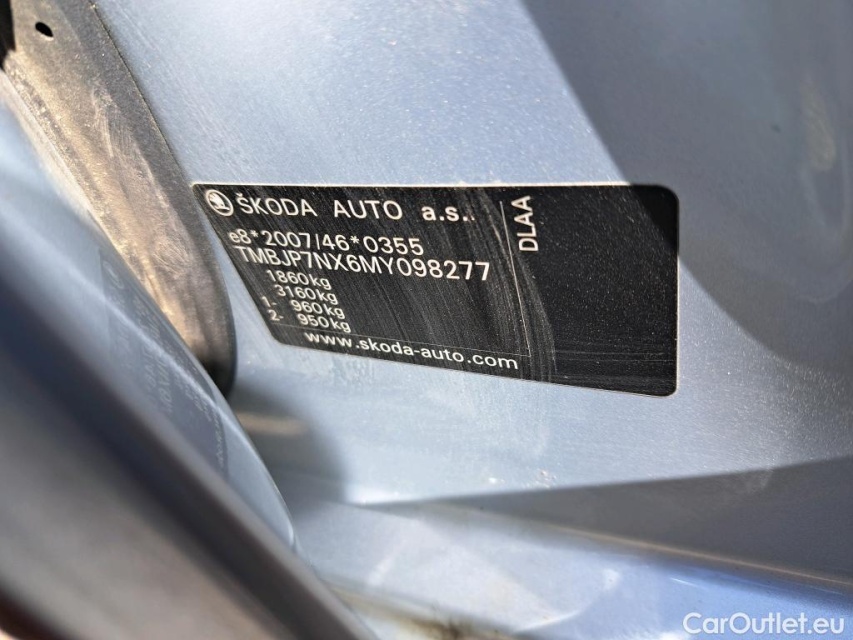 ŠKODA AUTO a.s..
e8*2007/46*0355
TMBJP7NX6MY098277
1860kg
3160kg
1- 960kg
2- 950kg
www.skoda-auto.com
DLAA
CarOutlet.eu